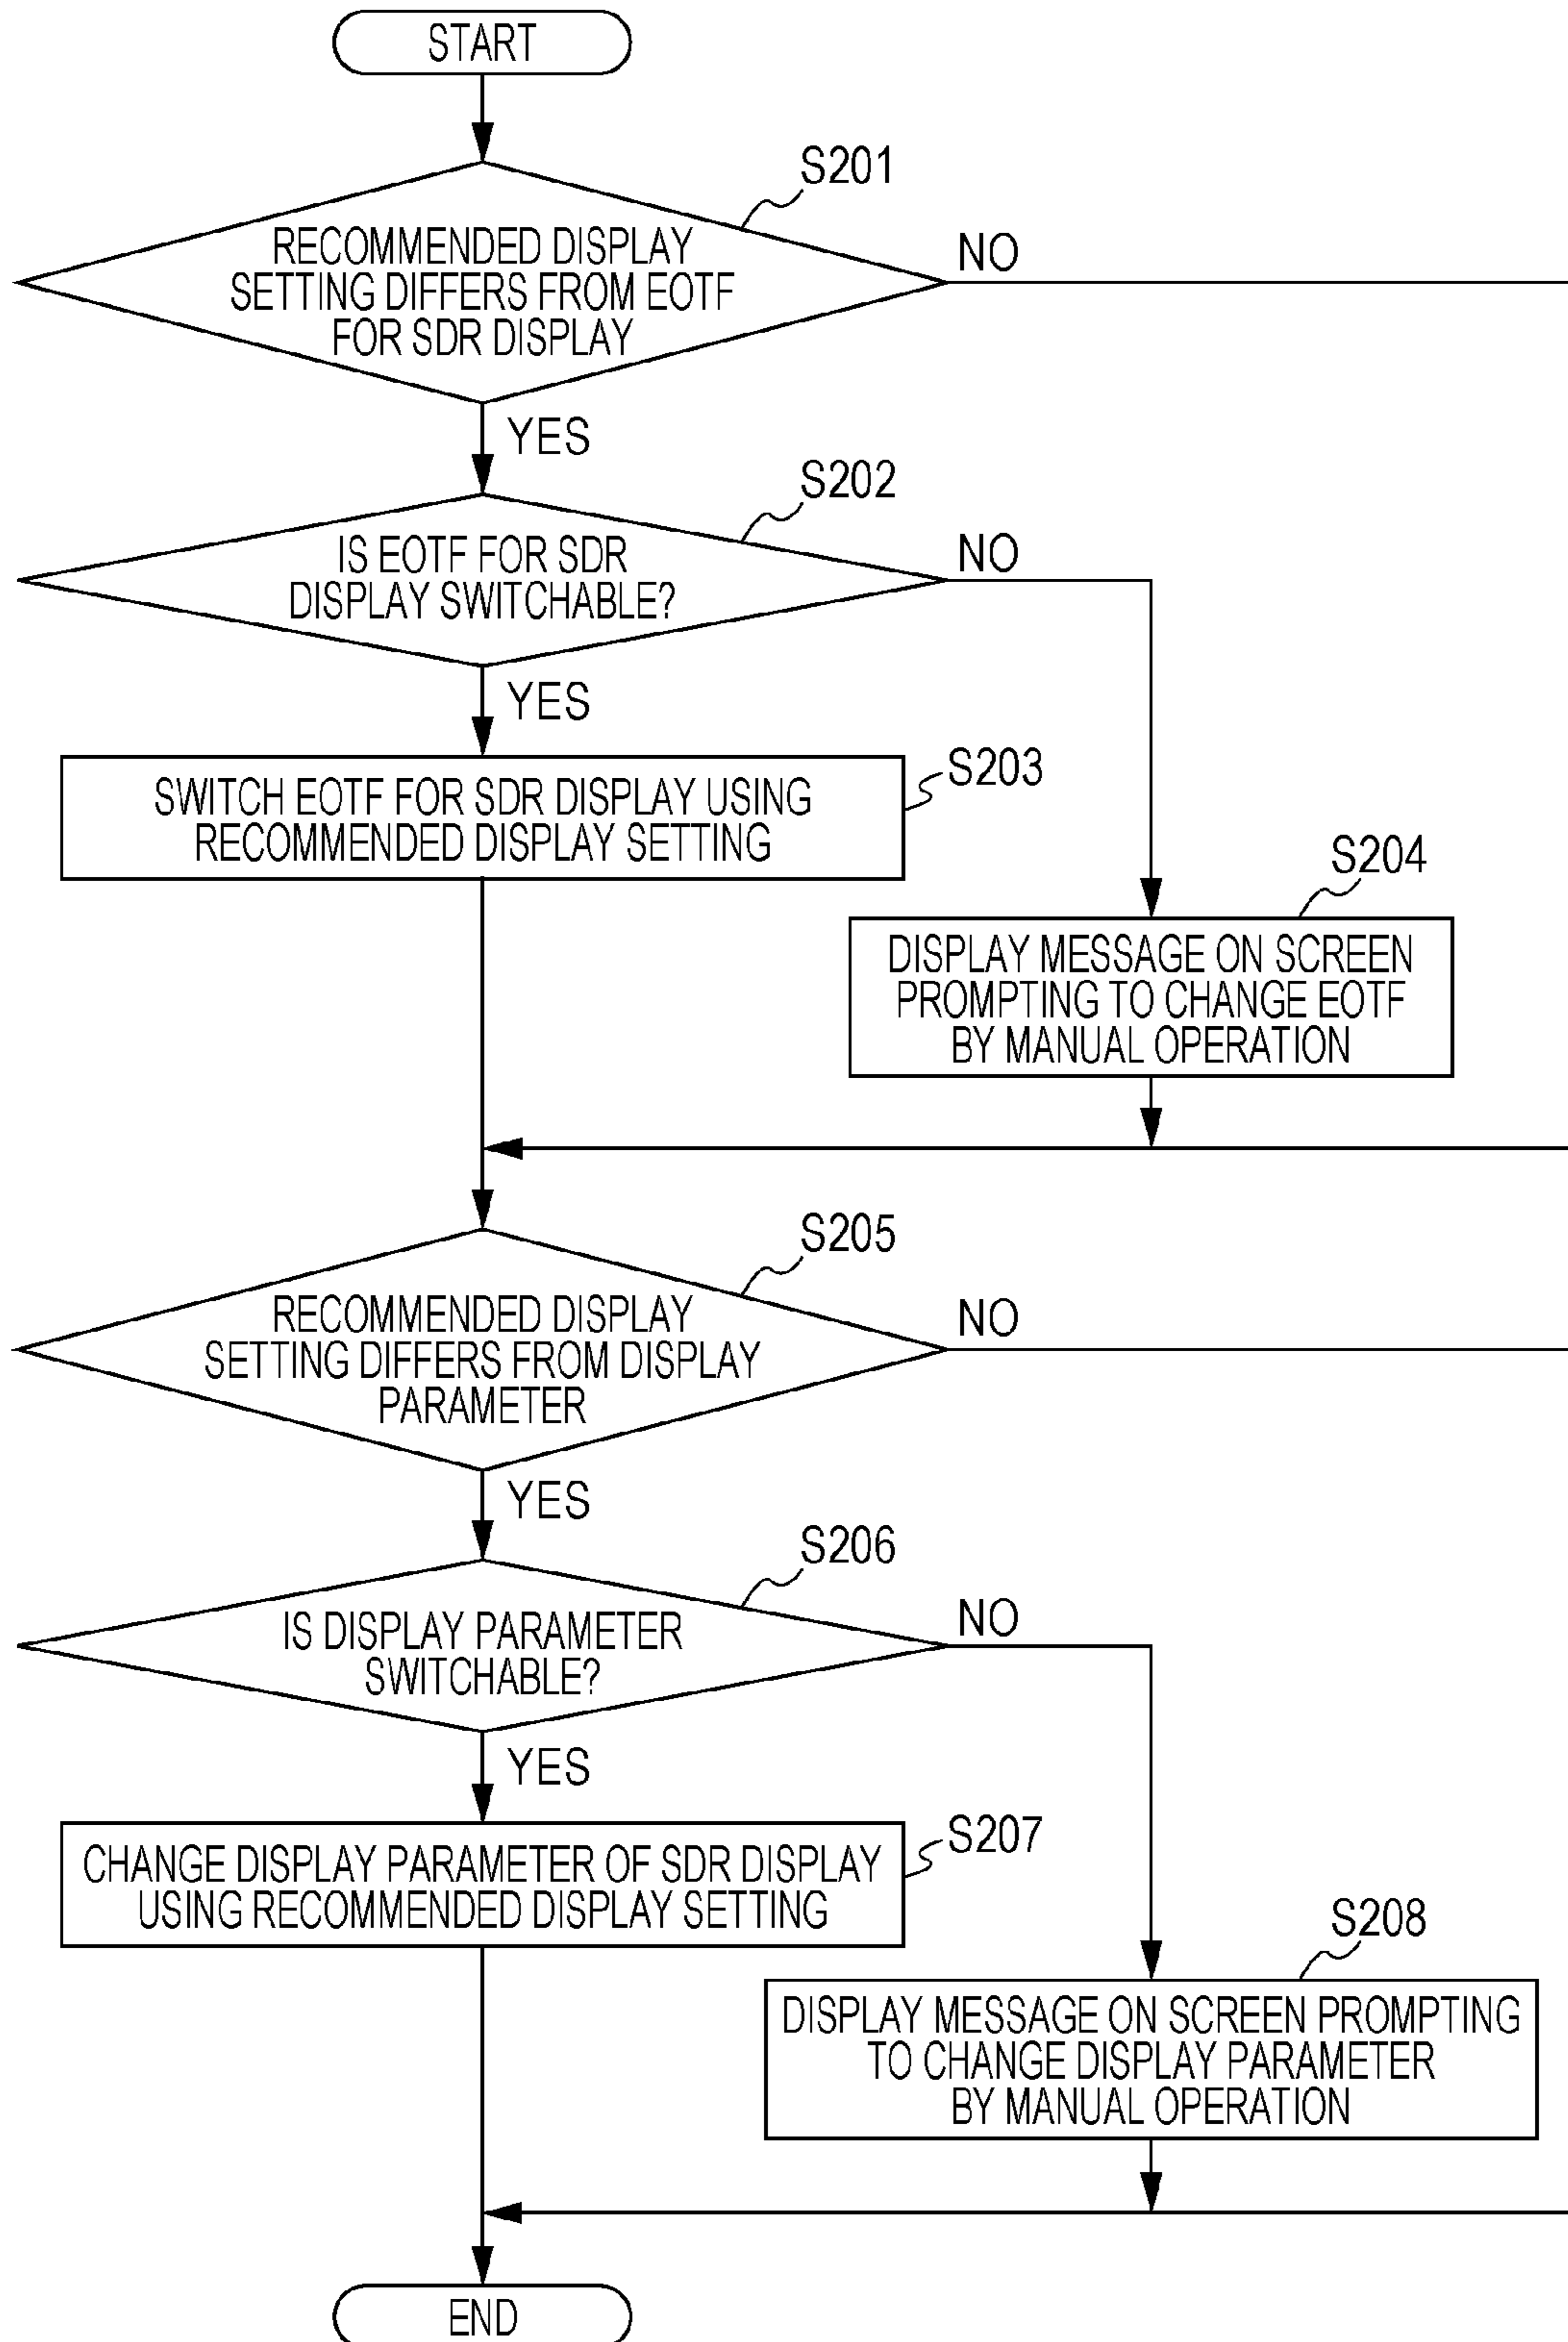 START
S201
RECOMMENDED DISPLAY
SETTING DIFFERS FROM EOTF
FOR SDR DISPLAY
NO
YES
S202
IS EOTF FOR SDR
DISPLAY SWITCHABLE?
NO
YES
S203
SWITCH EOTF FOR SDR DISPLAY USING
RECOMMENDED DISPLAY SETTING
S204
DISPLAY MESSAGE ON SCREEN
PROMPTING TO CHANGE EOTF
BY MANUAL OPERATION
S205
RECOMMENDED DISPLAY
SETTING DIFFERS FROM DISPLAY
PARAMETER
NO
YES
S206
IS DISPLAY PARAMETER
SWITCHABLE?
NO
YES
S207
CHANGE DISPLAY PARAMETER OF SDR DISPLAY
USING RECOMMENDED DISPLAY SETTING
S208
DISPLAY MESSAGE ON SCREEN PROMPTING
TO CHANGE DISPLAY PARAMETER
BY MANUAL OPERATION
END